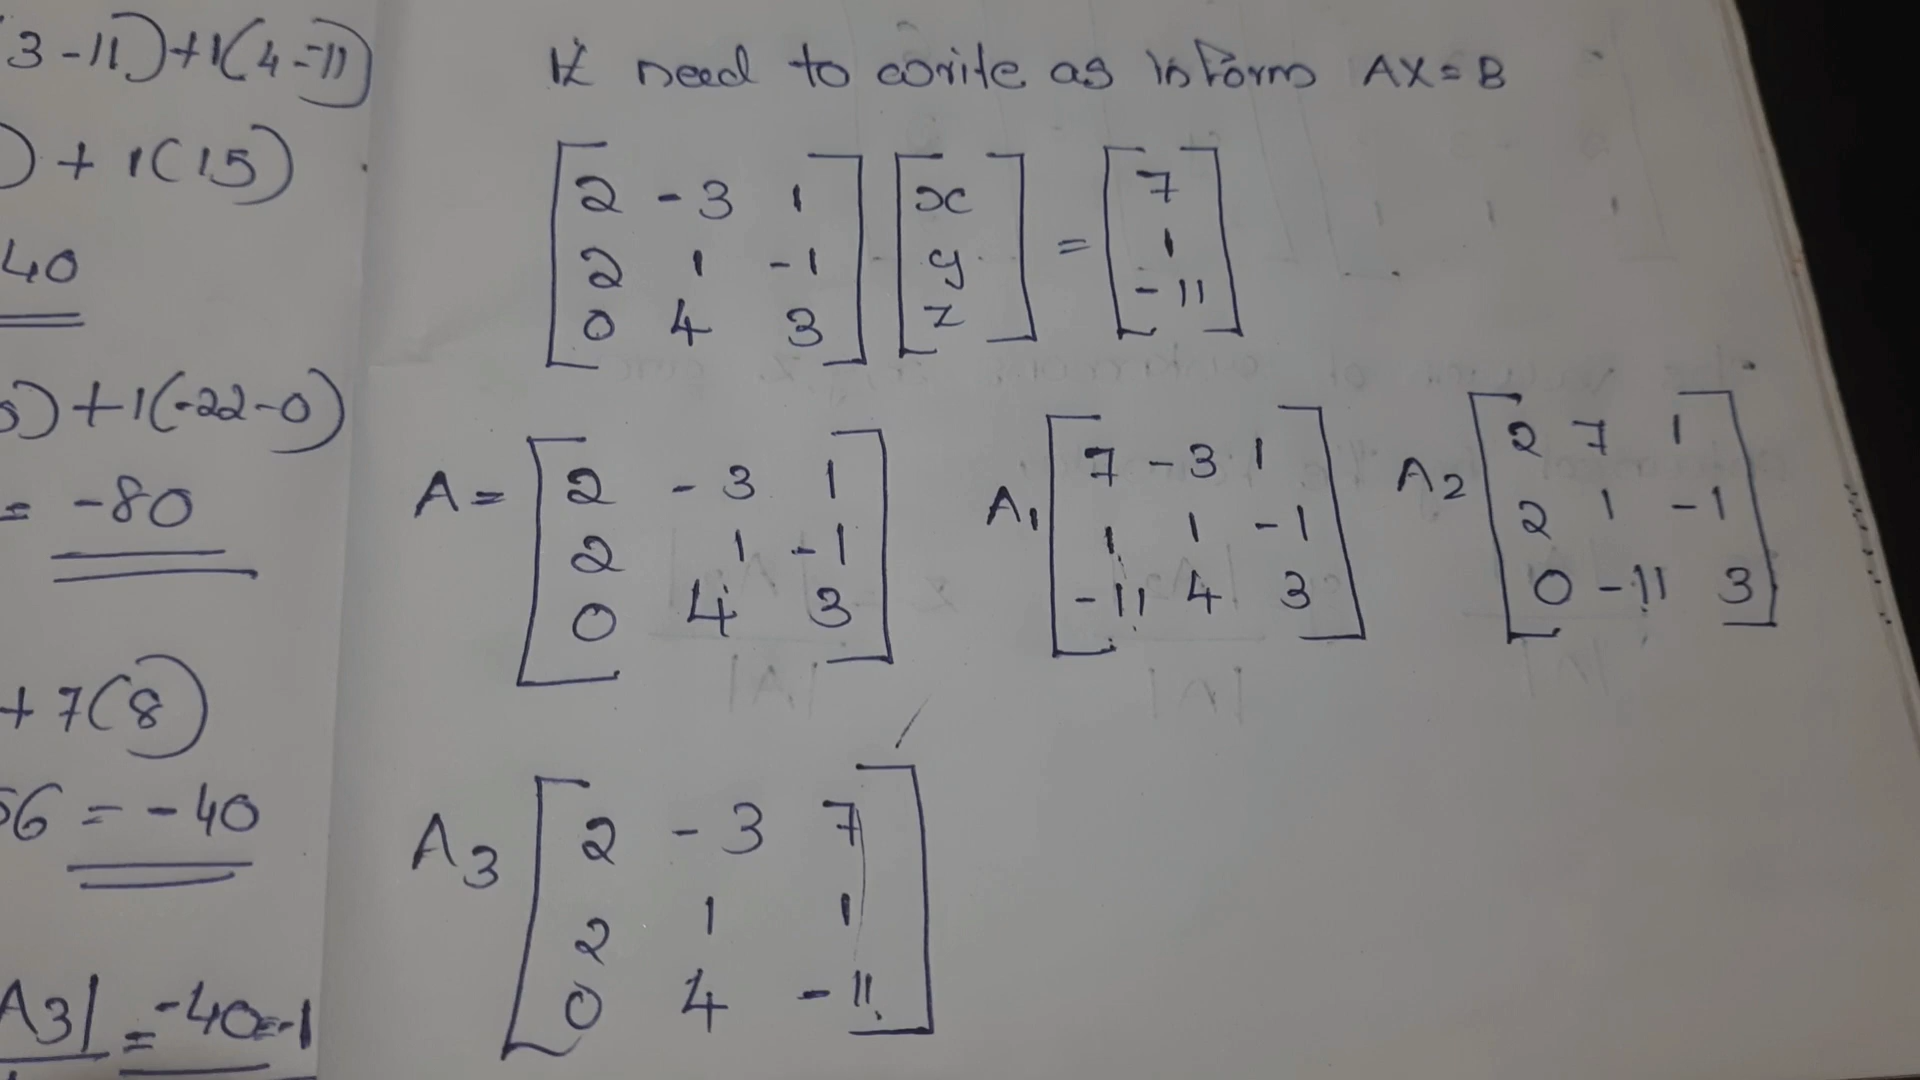 3-11)+1(4-11)
) + 1(15)
40
) +1(-22-0)
= -80
+ 7(8)
56 = -40
A3| = -40 = -1
It need to write as in form AX = B
[2 -3 1] [x] = [7]
[2 1 -1] [y] [1]
[0 4 3] [z] [-11]
A = [2 -3 1] A1 [7 -3 1] A2 [2 7 1]
[2 1 -1] [1 1 -1] [2 1 -1]
[0 4 3] [-11 4 3] [0 -11 3]
A3 [2 -3 7]
[2 1 1]
[0 4 -11]